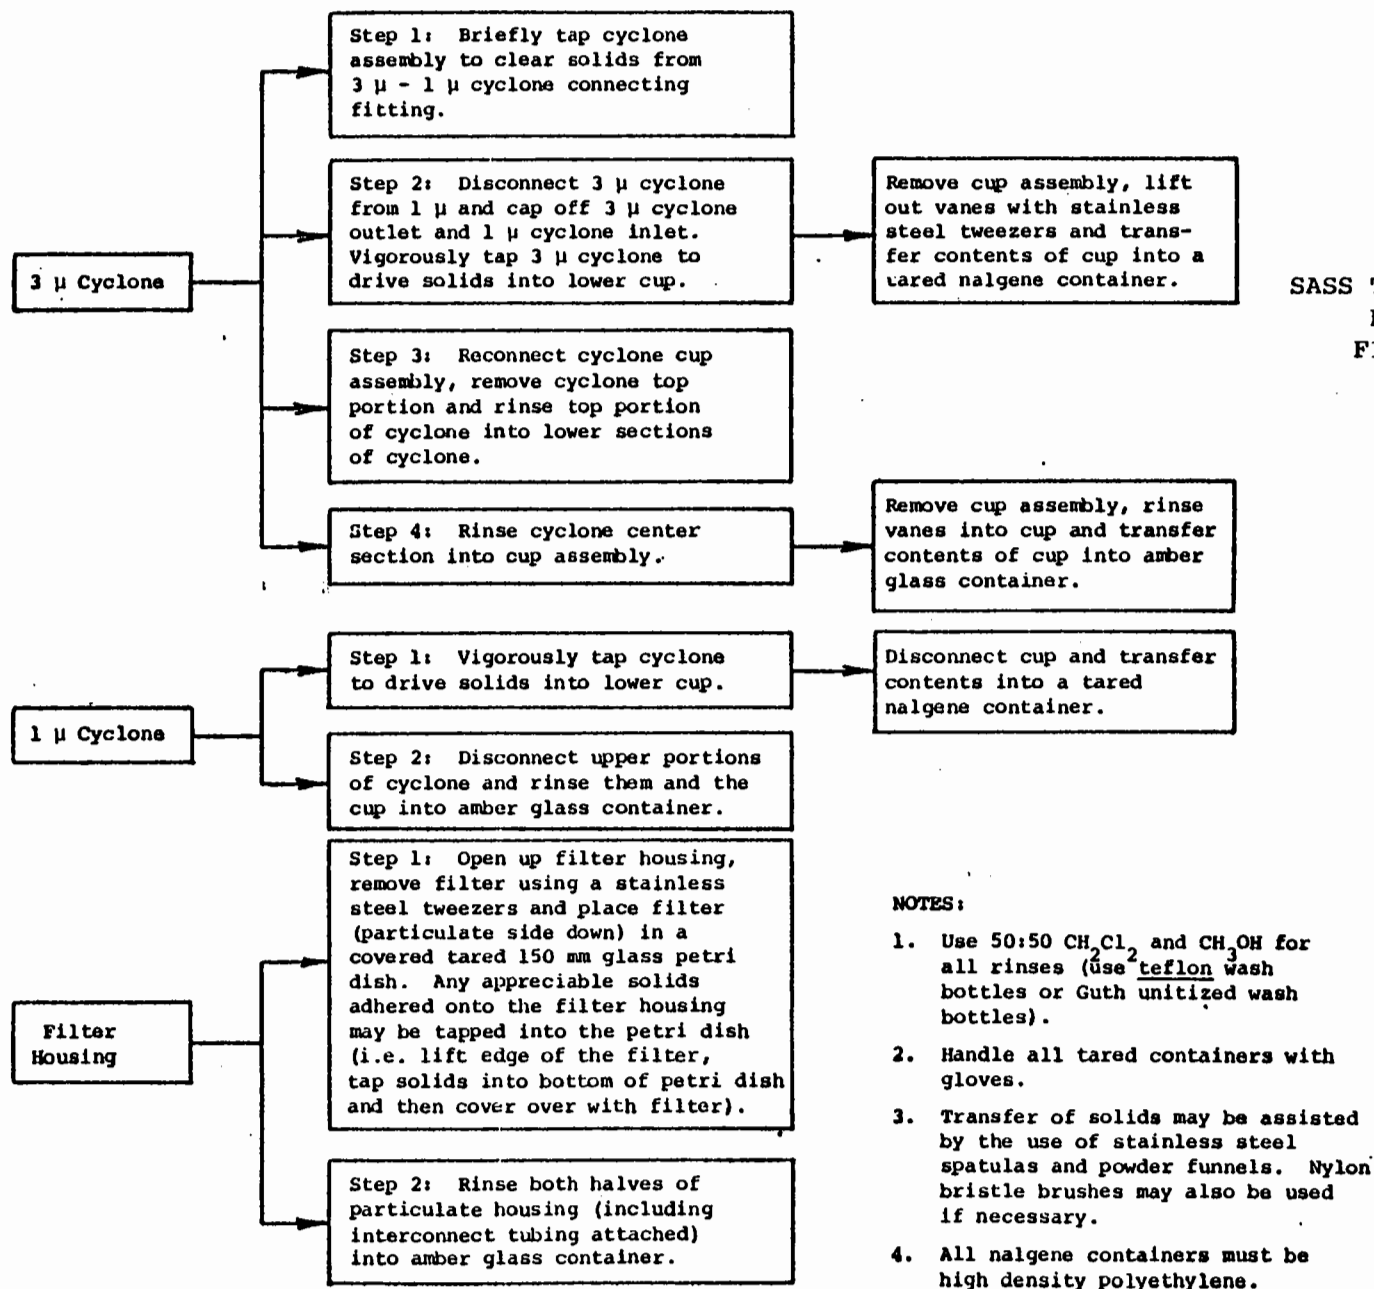 3 μ Cyclone
Step 1: Briefly tap cyclone
assembly to clear solids from
3 μ - 1 μ cyclone connecting
fitting.
Step 2: Disconnect 3 μ cyclone
from 1 μ and cap off 3 μ cyclone
outlet and 1 μ cyclone inlet.
Vigorously tap 3 μ cyclone to
drive solids into lower cup.
Remove cup assembly, lift
out vanes with stainless
steel tweezers and trans-
fer contents of cup into a
tared nalgene container.
Step 3: Reconnect cyclone cup
assembly, remove cyclone top
portion and rinse top portion
of cyclone into lower sections
of cyclone.
Step 4: Rinse cyclone center
section into cup assembly.
Remove cup assembly, rinse
vanes into cup and transfer
contents of cup into amber
glass container.
SASS
1 μ Cyclone
Step 1: Vigorously tap cyclone
to drive solids into lower cup.
Disconnect cup and transfer
contents into a tared
nalgene container.
Step 2: Disconnect upper portions
of cyclone and rinse them and the
cup into amber glass container.
Filter
Housing
Step 1: Open up filter housing,
remove filter using a stainless
steel tweezers and place filter
(particulate side down) in a
covered tared 150 mm glass petri
dish. Any appreciable solids
adhered onto the filter housing
may be tapped into the petri dish
(i.e. lift edge of the filter,
tap solids into bottom of petri dish
and then cover over with filter).
Step 2: Rinse both halves of
particulate housing (including
interconnect tubing attached)
into amber glass container.
NOTES:
1. Use 50:50 CH2Cl2 and CH3OH for
all rinses (use teflon wash
bottles or Guth unitized wash
bottles).
2. Handle all tared containers with
gloves.
3. Transfer of solids may be assisted
by the use of stainless steel
spatulas and powder funnels. Nylon
bristle brushes may also be used
if necessary.
4. All nalgene containers must be
high density polyethylene.